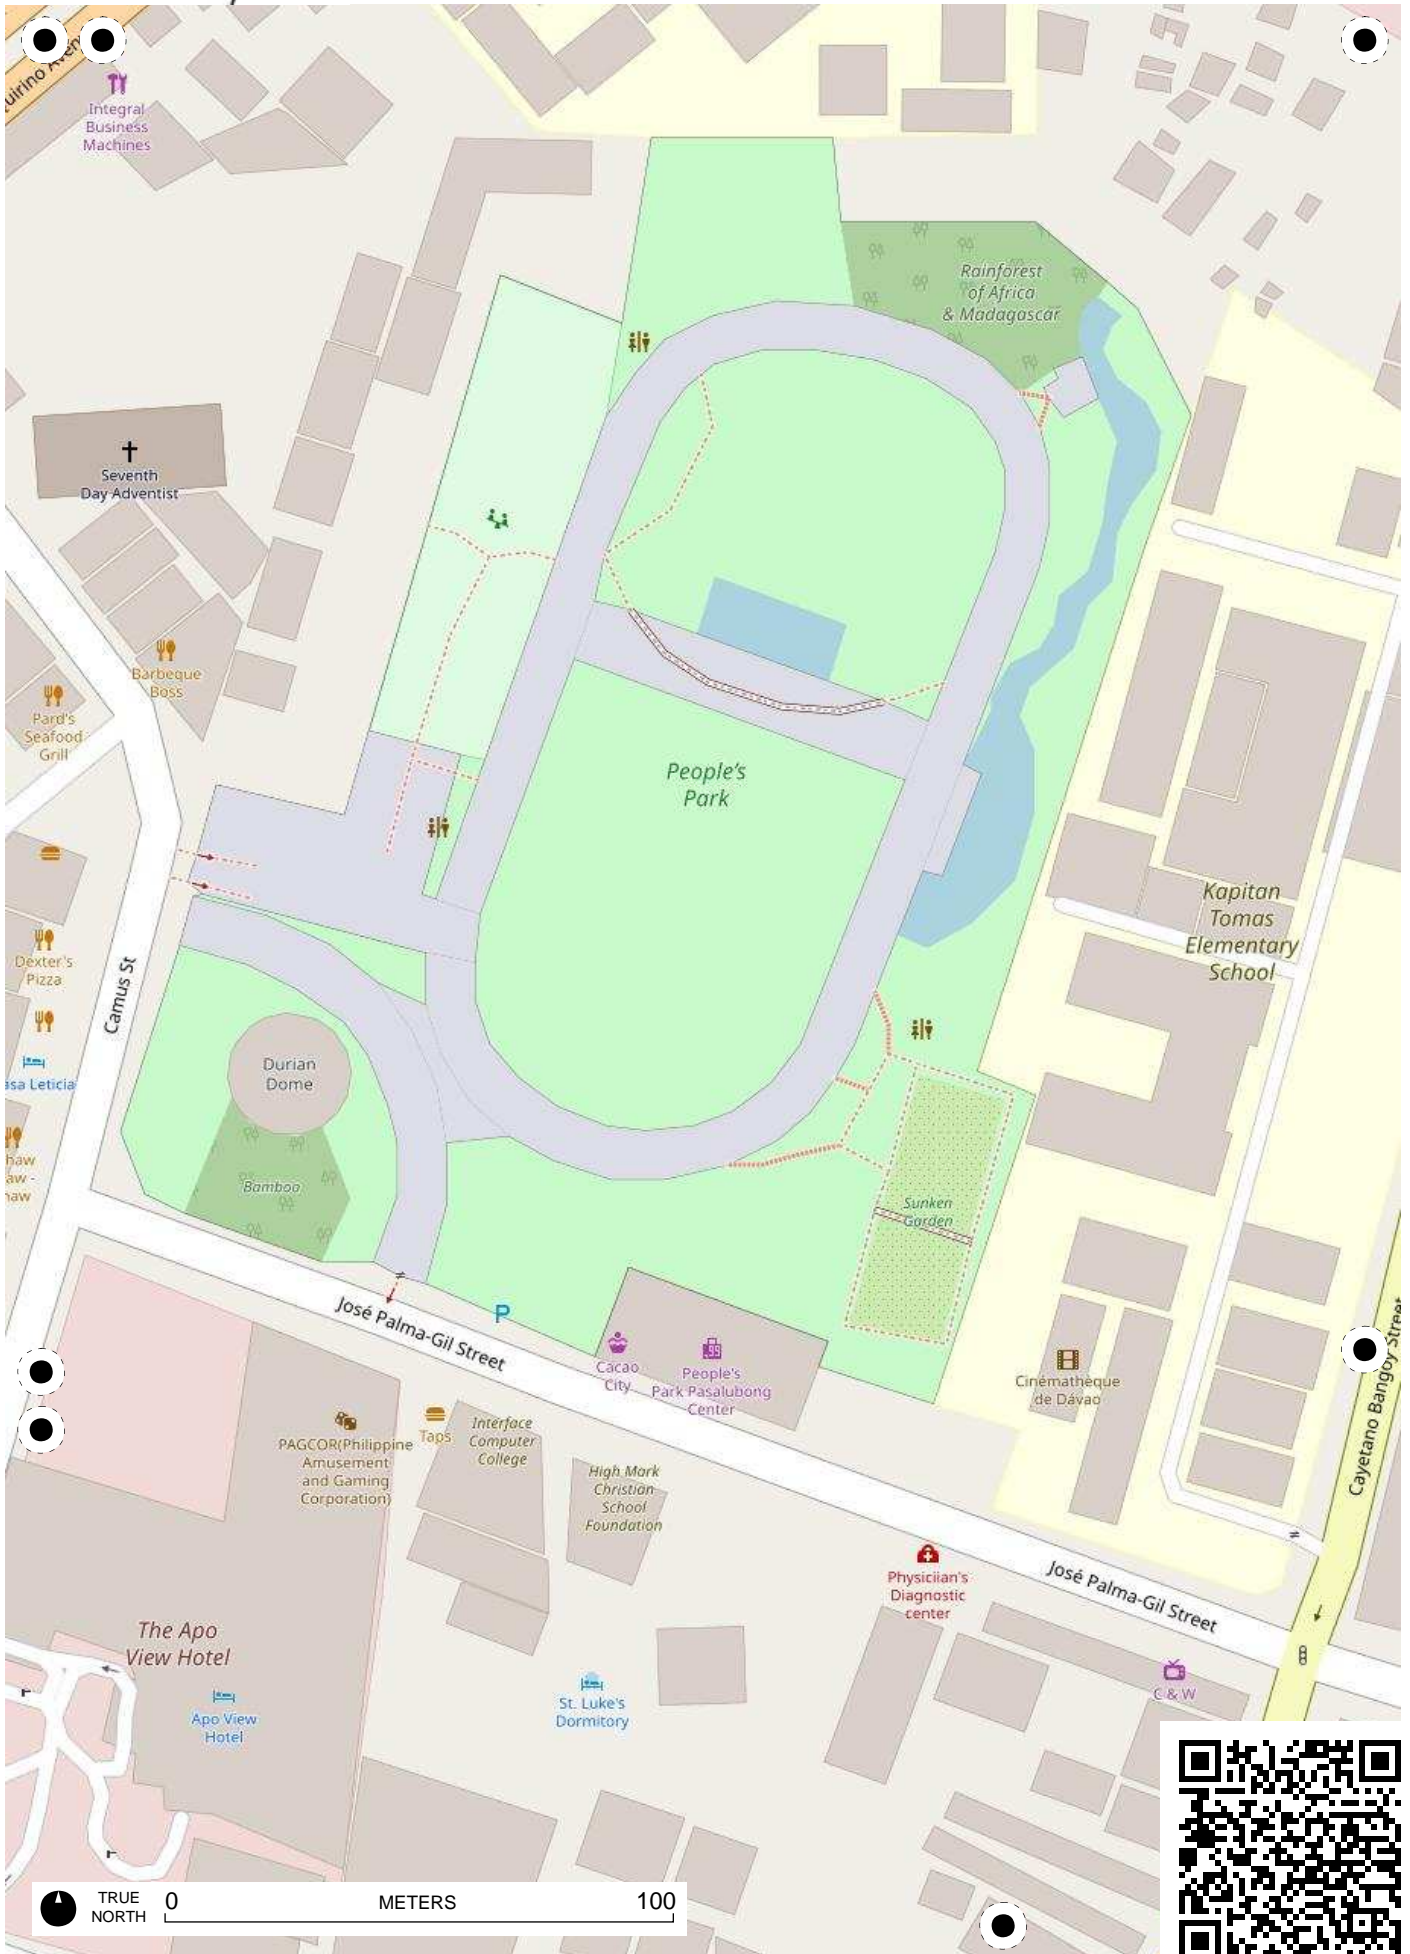 Integral
Business
Machines
Rainforest
of Africa
& Madagascar
Seventh
Day Adventist
Barbeque
Boss
Pard's
Seafood
Grill
People's
Park
Kapitan
Tomas
Elementary
School
Dexter's
Pizza
Camus St
Durian
Dome
Bamboo
Sunken
Garden
José Palma-Gil Street
P
Cacao
City
People's
Park Pasalubong
Center
Cinématheque
de Dávao
Cayetano Bangoy Street
PAGCOR(Philippine
Amusement
and Gaming
Corporation)
Taps
Interface
Computer
College
High Mark
Christian
School
Foundation
Physiciian's
Diagnostic
center
José Palma-Gil Street
The Apo
View Hotel
Apo View
Hotel
St. Luke's
Dormitory
C & W
TRUE
NORTH
0 METERS 100